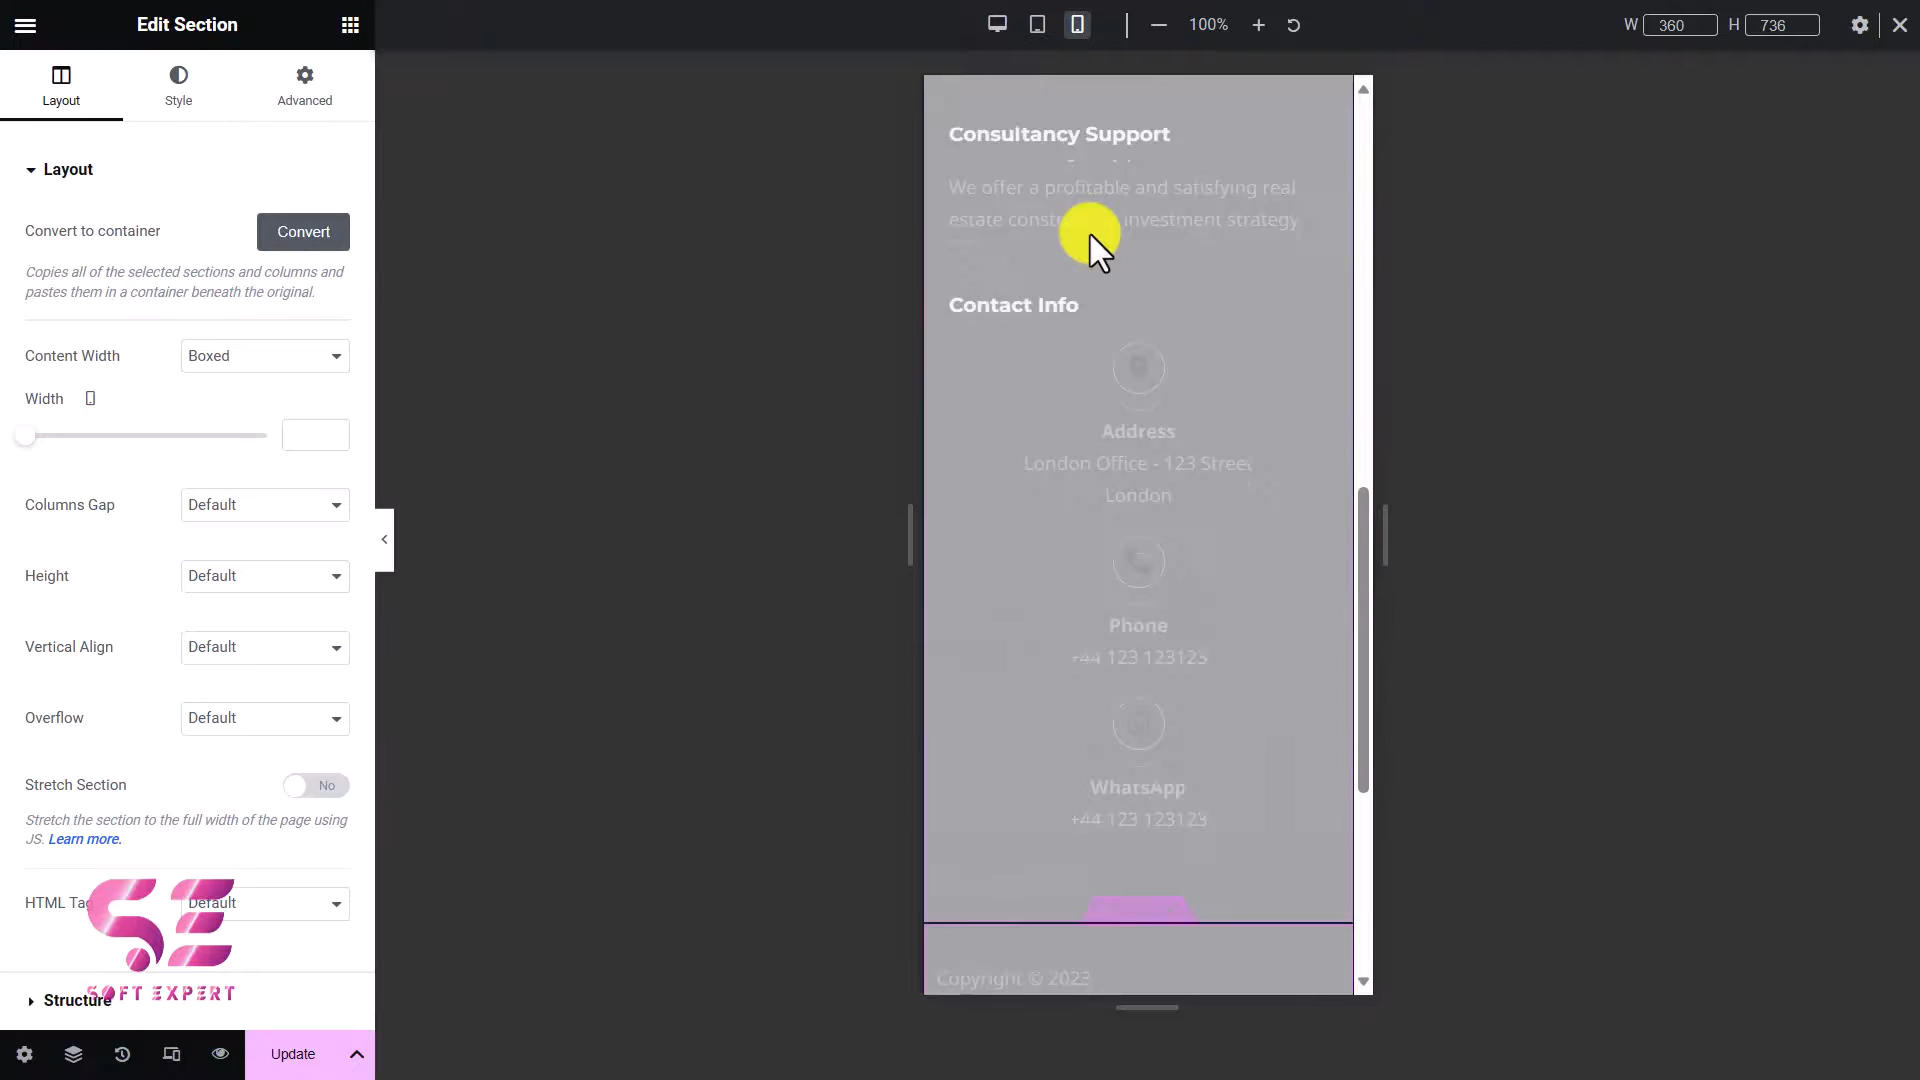 Edit Section
100%
W 360 H 736
Layout
Style
Advanced
Layout
Convert to container
Convert
Copies all of the selected sections and columns and
pastes them in a container beneath the original.
Content Width
Boxed
Width
Columns Gap
Default
Height
Default
Vertical Align
Default
Overflow
Default
Stretch Section
No
Stretch the section to the full width of the page using
JS. Learn more.
HTML Tag
Default
SE
SOFT EXPERT
Structure
Update
Consultancy Support
We offer a profitable and satisfying real
estate investment strategy
Contact Info
Address
London Office - 123 Street
London
Phone
+44 123 123123
WhatsApp
+44 123 123123
Copyright © 2023